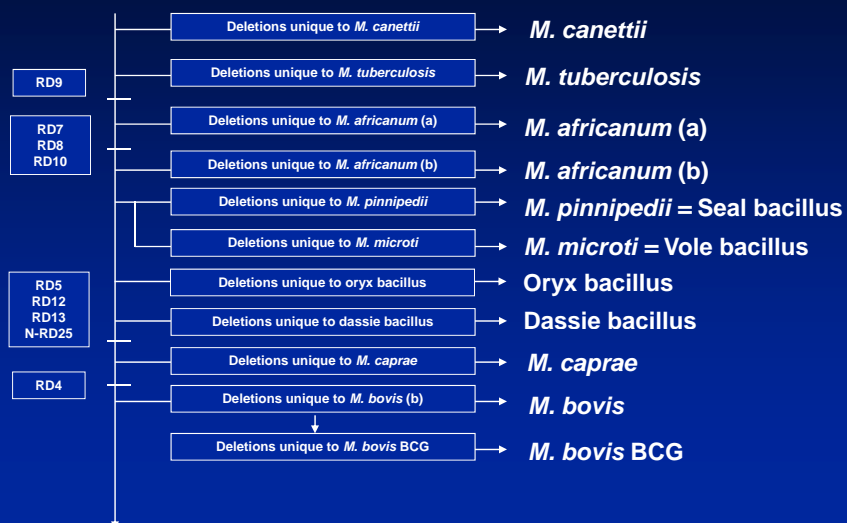 Deletions unique to M. canettii
M. canettii
RD9
Deletions unique to M. tuberculosis
M. tuberculosis
RD7
RD8
RD10
Deletions unique to M. africanum (a)
M. africanum (a)
Deletions unique to M. africanum (b)
M. africanum (b)
Deletions unique to M. pinnipedii
M. pinnipedii = Seal bacillus
Deletions unique to M. microti
M. microti = Vole bacillus
RD5
RD12
RD13
N-RD25
Deletions unique to oryx bacillus
Oryx bacillus
Deletions unique to dassie bacillus
Dassie bacillus
Deletions unique to M. caprae
M. caprae
RD4
Deletions unique to M. bovis (b)
M. bovis
Deletions unique to M. bovis BCG
M. bovis BCG